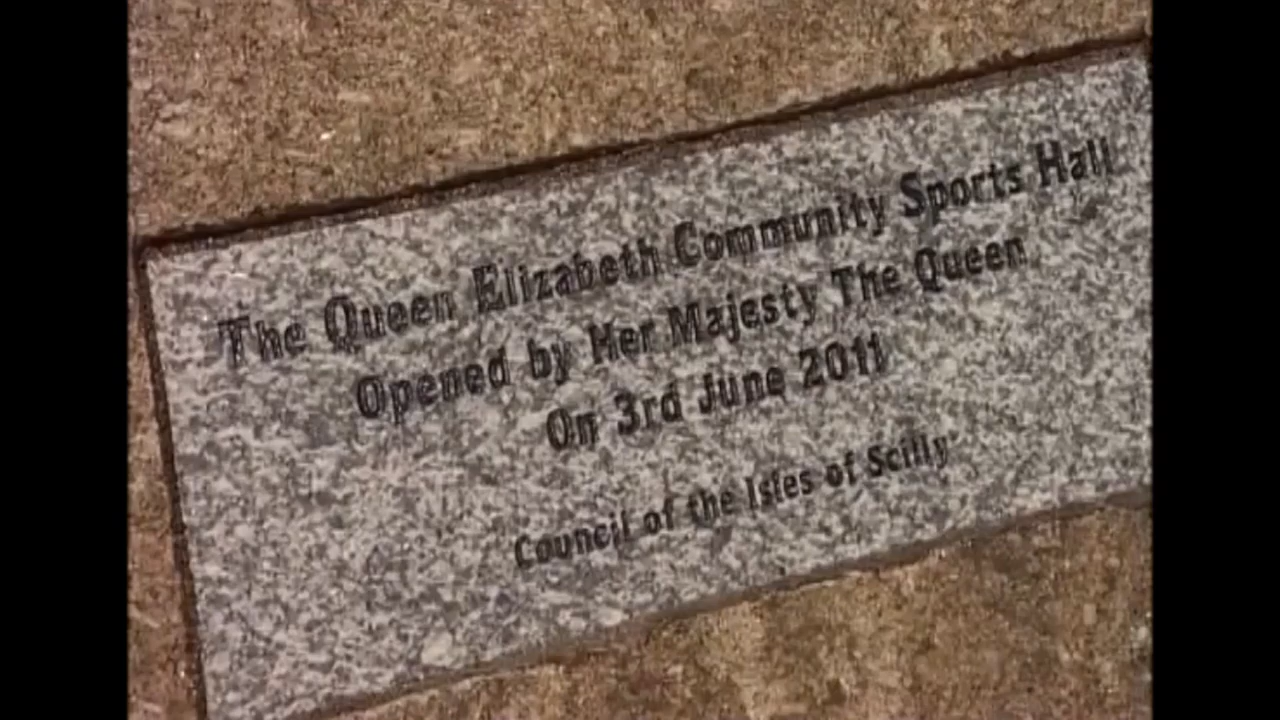 The Queen Elizabeth Community Sports Hall
Opened by Her Majesty The Queen
On 3rd June 2011
Council of the Isles of Scilly